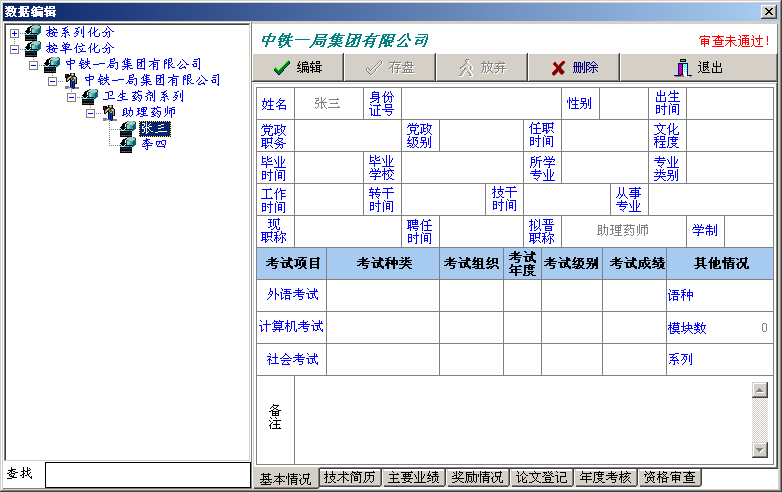 数据编辑
按系列化分
按单位化分
中铁一局集团有限公司
中铁一局集团有限公司
卫生药剂系列
助理药师
张三
李四
查找
中铁一局集团有限公司
审查未通过!
编辑 存盘 放弃 删除 退出
姓名 张三 身份证号 性别 出生时间
党政职务 党政级别 任职时间 文化程度
毕业时间 毕业学校 所学专业 专业类别
工作时间 转干时间 技干时间 从事专业
现职称 聘任时间 拟晋职称 助理药师 学制
考试项目 考试种类 考试组织 考试年度 考试级别 考试成绩 其他情况
外语考试 语种
计算机考试 模块数 0
社会考试 系列
备注
基本情况 技术简历 主要业绩 奖励情况 论文登记 年度考核 资格审查